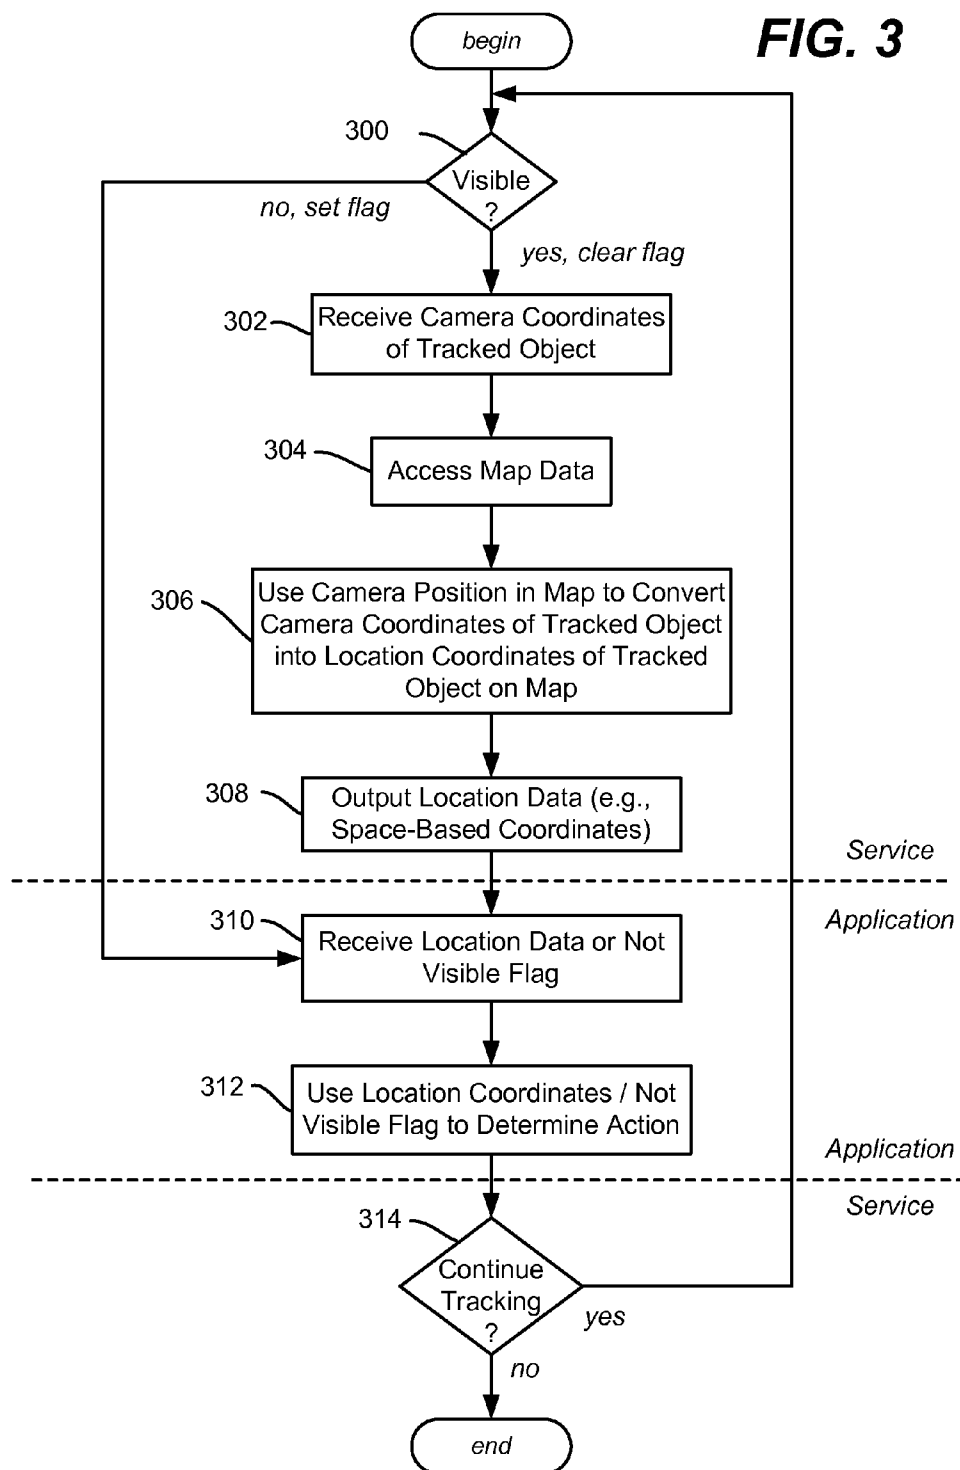 begin
FIG. 3
300
Visible
?
no, set flag
yes, clear flag
302
Receive Camera Coordinates
of Tracked Object
304
Access Map Data
306
Use Camera Position in Map to Convert
Camera Coordinates of Tracked Object
into Location Coordinates of Tracked
Object on Map
308
Output Location Data (e.g.,
Space-Based Coordinates)
Service
Application
310
Receive Location Data or Not
Visible Flag
312
Use Location Coordinates / Not
Visible Flag to Determine Action
Application
Service
314
Continue
Tracking
?
yes
no
end